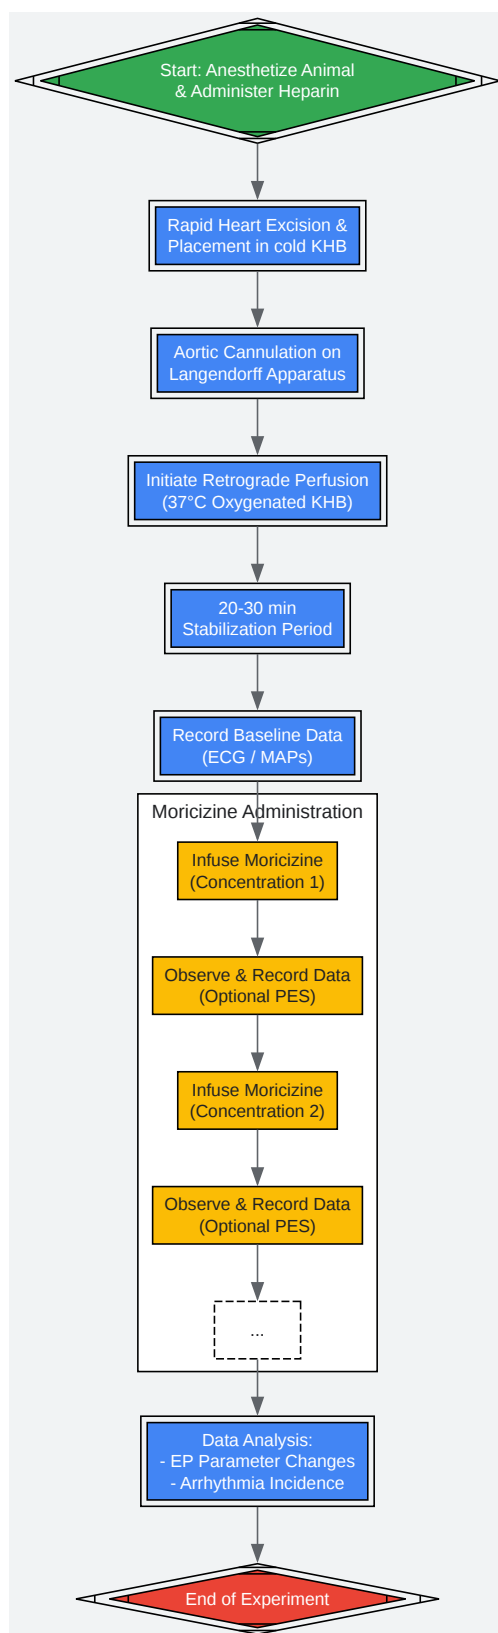 Start: Anesthetize Animal
& Administer Heparin
Rapid Heart Excision &
Placement in cold KHB
Aortic Cannulation on
Langendorff Apparatus
Initiate Retrograde Perfusion
(37°C Oxygenated KHB)
20-30 min
Stabilization Period
Record Baseline Data
(ECG / MAPs)
Moricizine Administration
Infuse Moricizine
(Concentration 1)
Observe & Record Data
(Optional PES)
Infuse Moricizine
(Concentration 2)
Observe & Record Data
(Optional PES)
...
Data Analysis:
- EP Parameter Changes
- Arrhythmia Incidence
End of Experiment